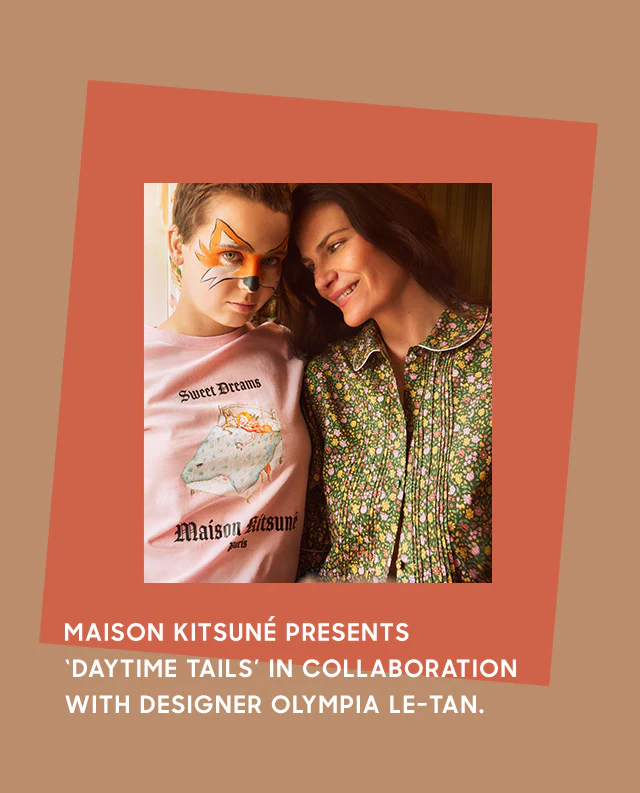 Sweet Dreams
Maison Kitsuné
Paris
MAISON KITSUNÉ PRESENTS
‘DAYTIME TAILS’ IN COLLABORATION
WITH DESIGNER OLYMPIA LE-TAN.